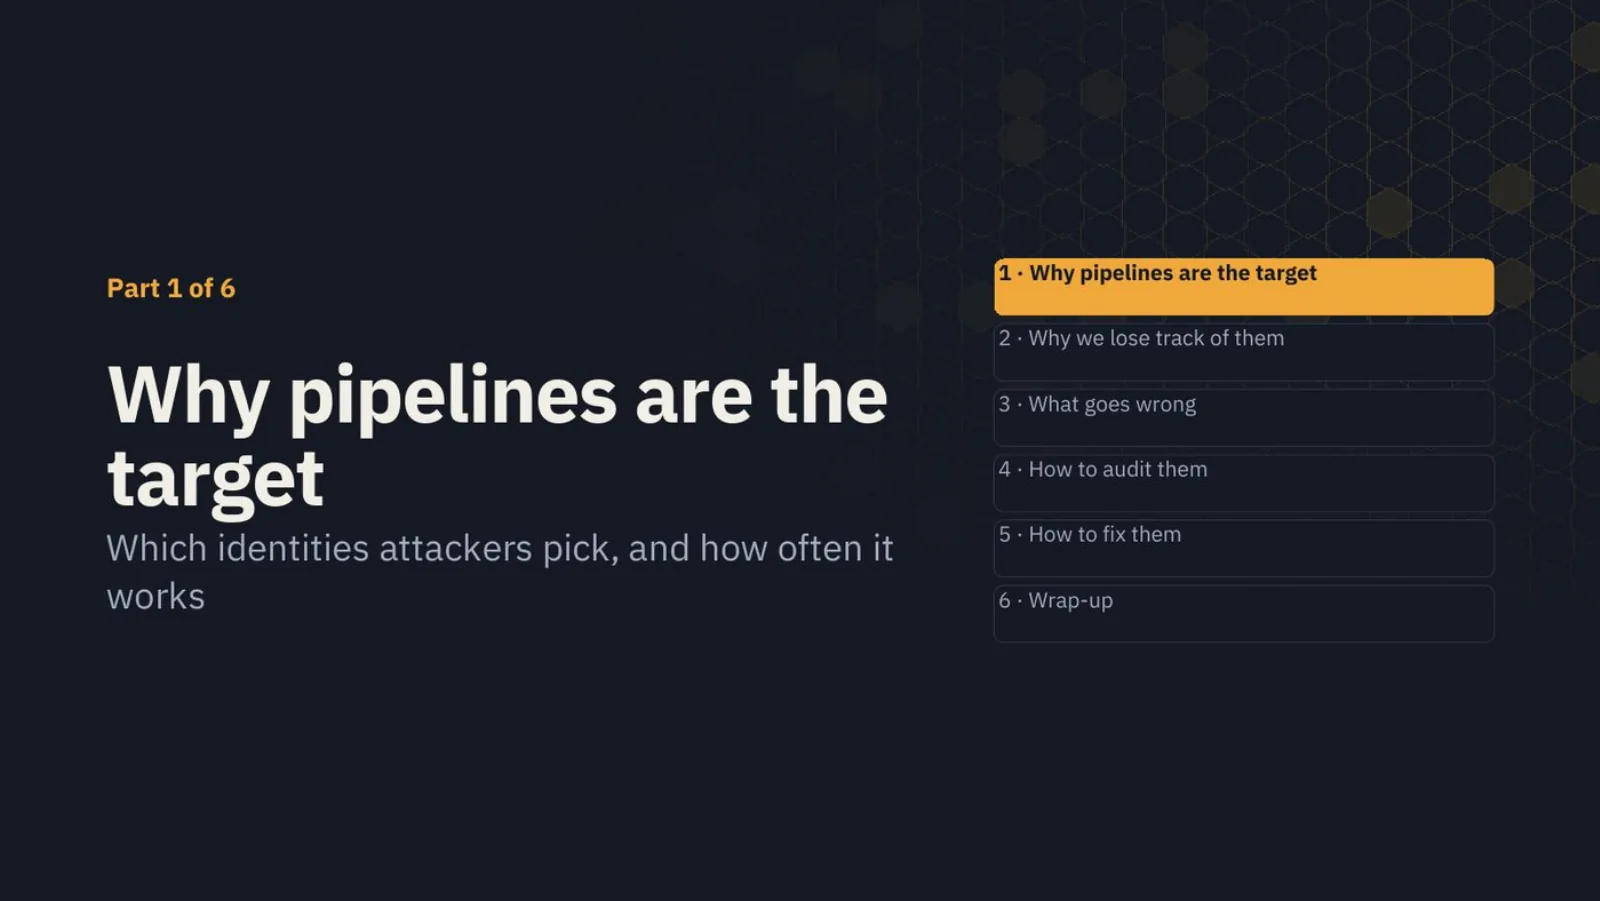 Part 1 of 6
Why pipelines are the
target
Which identities attackers pick, and how often it
works
1 · Why pipelines are the target
2 · Why we lose track of them
3 · What goes wrong
4 · How to audit them
5 · How to fix them
6 · Wrap-up